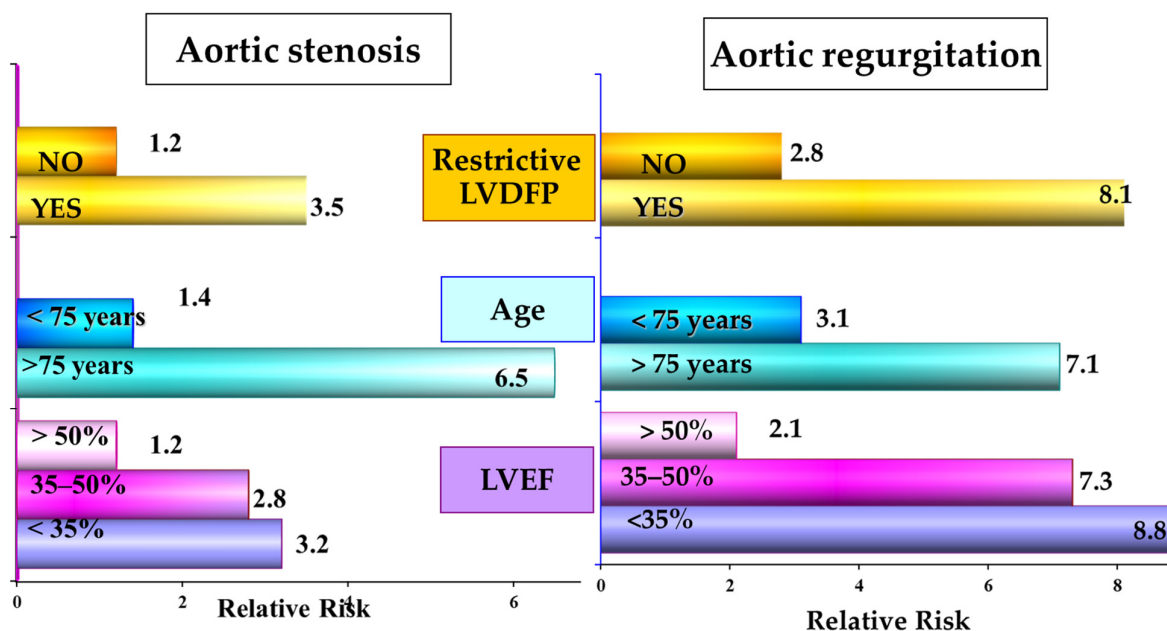 Aortic stenosis
NO
1.2
YES
3.5
< 75 years
1.4
>75 years
6.5
> 50%
1.2
35–50%
2.8
< 35%
3.2
0
2
4
6
Relative Risk
Restrictive
LVDFP
Age
LVEF
Aortic regurgitation
NO
2.8
YES
8.1
< 75 years
3.1
> 75 years
7.1
> 50%
2.1
35–50%
7.3
<35%
8.8
0
2
4
6
8
Relative Risk